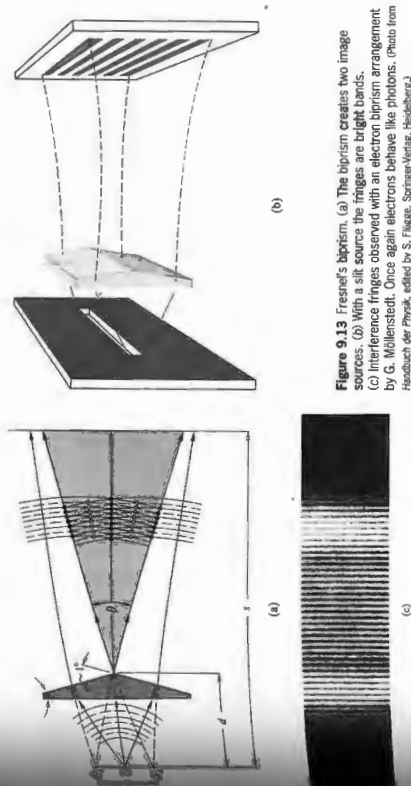 (b)
s
(a)
d
(c)
Figure 9.13 Fresnel's biprism. (a) The biprism creates two image
sources. (b) With a slit source the fringes are bright bands.
(c) Interference fringes observed with an electron biprism arrangement
by G. Möllenstedt. Once again electrons behave like photons. (Photo from
Handbuch der Physik, edited by S. Flügge, Springer-Verlag, Heidelberg.)